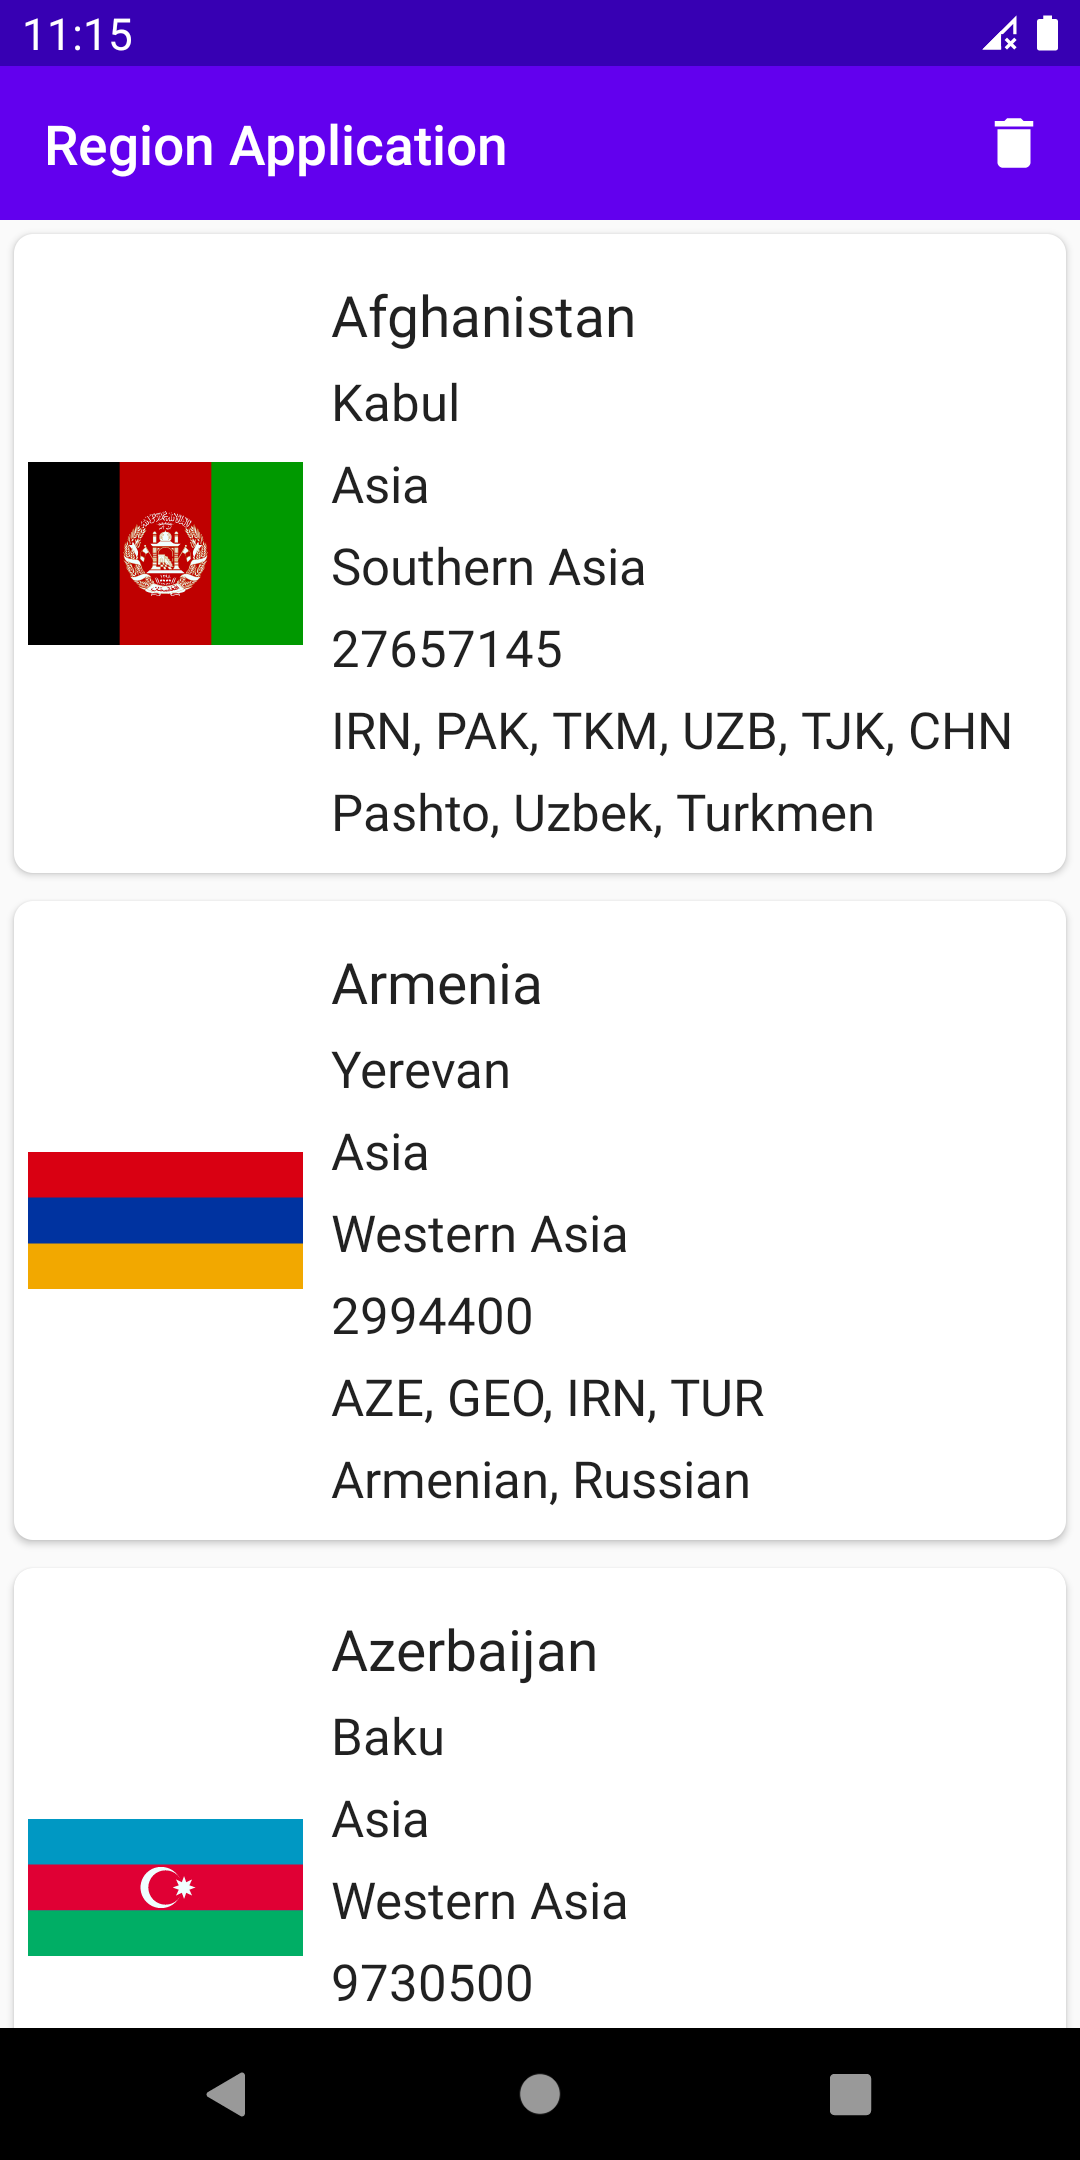 11:15
Region Application
Afghanistan
Kabul
Asia
Southern Asia
27657145
IRN, PAK, TKM, UZB, TJK, CHN
Pashto, Uzbek, Turkmen
Armenia
Yerevan
Asia
Western Asia
2994400
AZE, GEO, IRN, TUR
Armenian, Russian
Azerbaijan
Baku
Asia
Western Asia
9730500